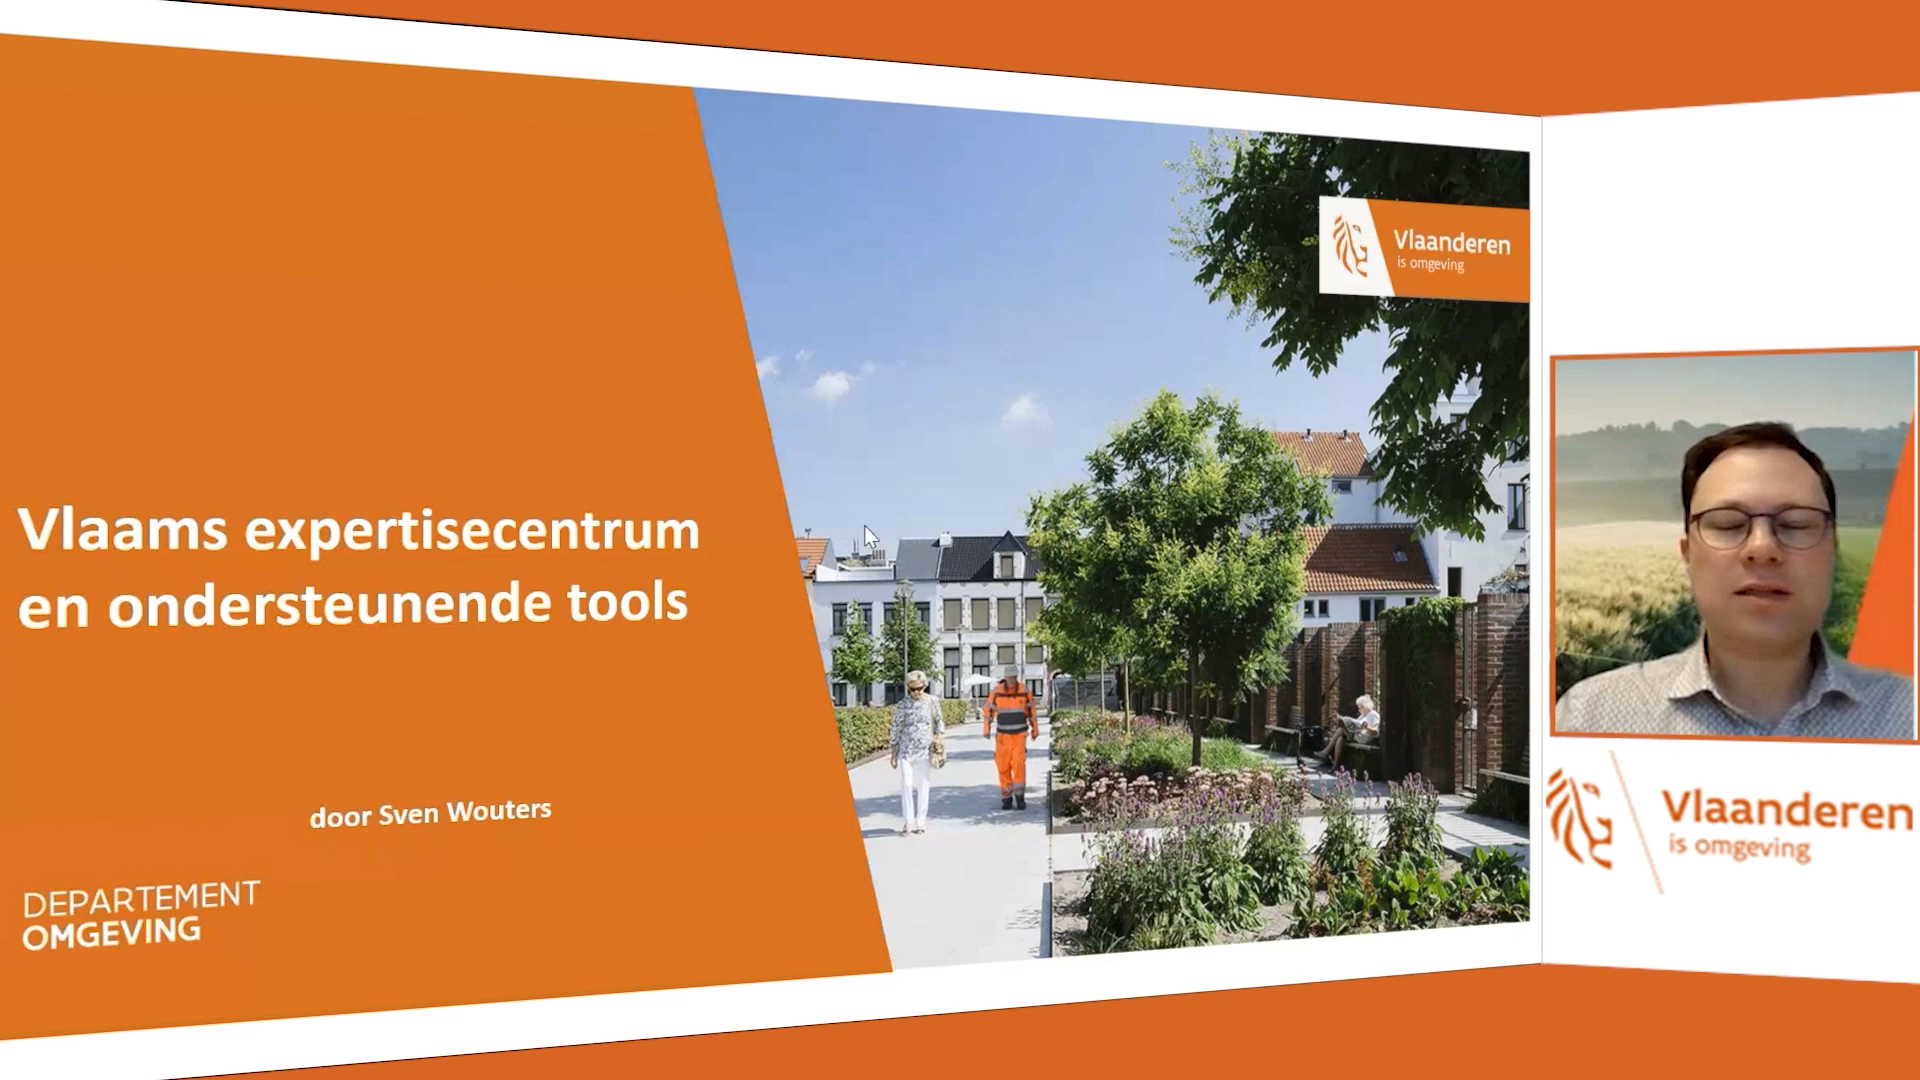 Vlaams expertisecentrum
en ondersteunende tools
door Sven Wouters
DEPARTEMENT
OMGEVING
Vlaanderen
is omgeving
Vlaanderen
is omgeving